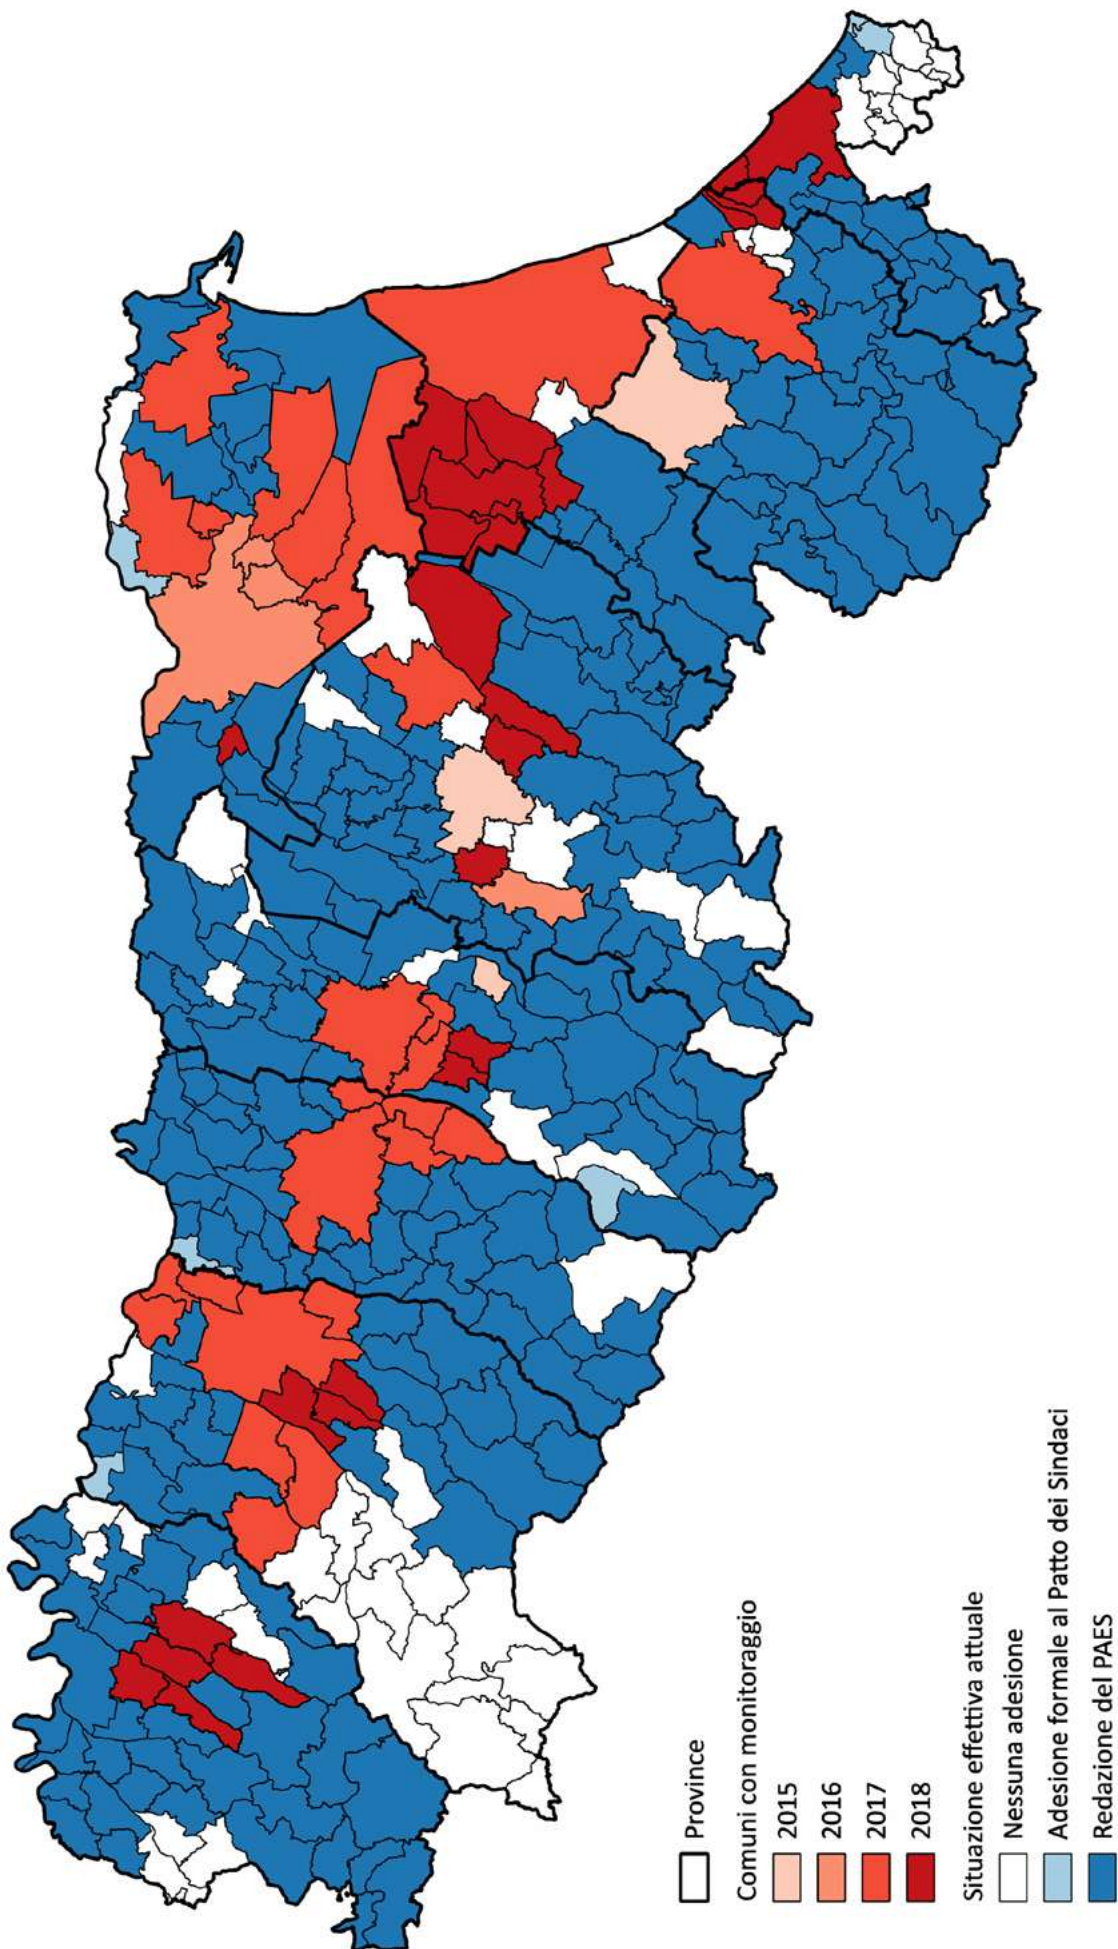 Province
Comuni con monitoraggio
2015
2016
2017
2018
Situazione effettiva attuale
Nessuna adesione
Adesione formale al Patto dei Sindaci
Redazione del PAES